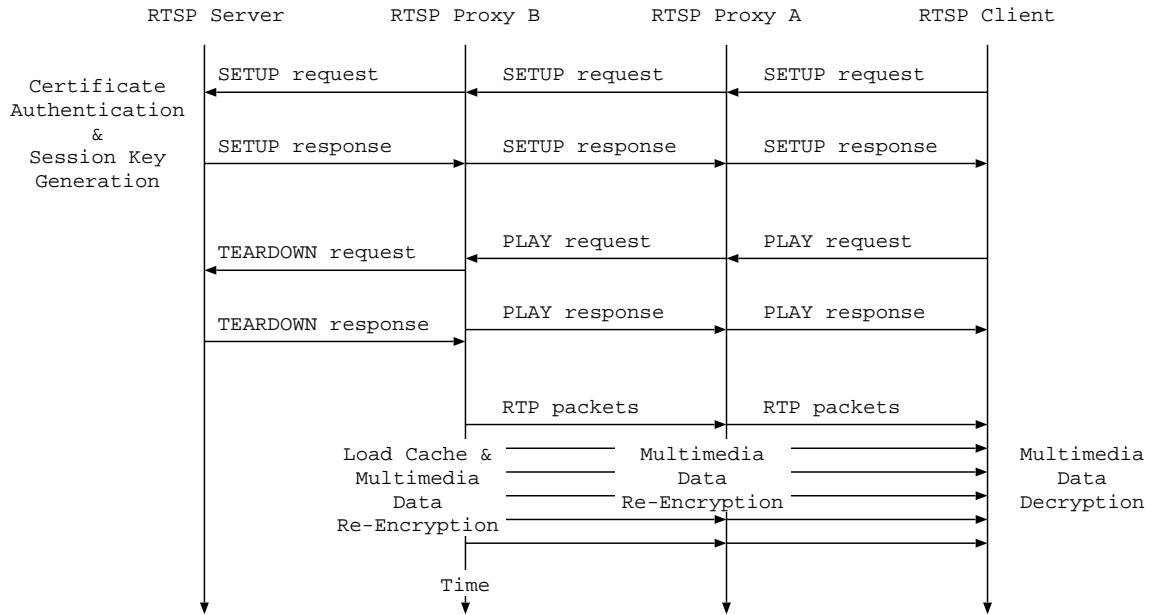 RTSP Server RTSP Proxy B RTSP Proxy A RTSP Client
SETUP request SETUP request SETUP request
Certificate
Authentication
&
Session Key
Generation
SETUP response SETUP response SETUP response
TEARDOWN request PLAY request PLAY request
TEARDOWN response PLAY response PLAY response
RTP packets RTP packets
Load Cache &
Multimedia
Data
Re-Encryption
Multimedia
Data
Re-Encryption
Multimedia
Data
Decryption
Time